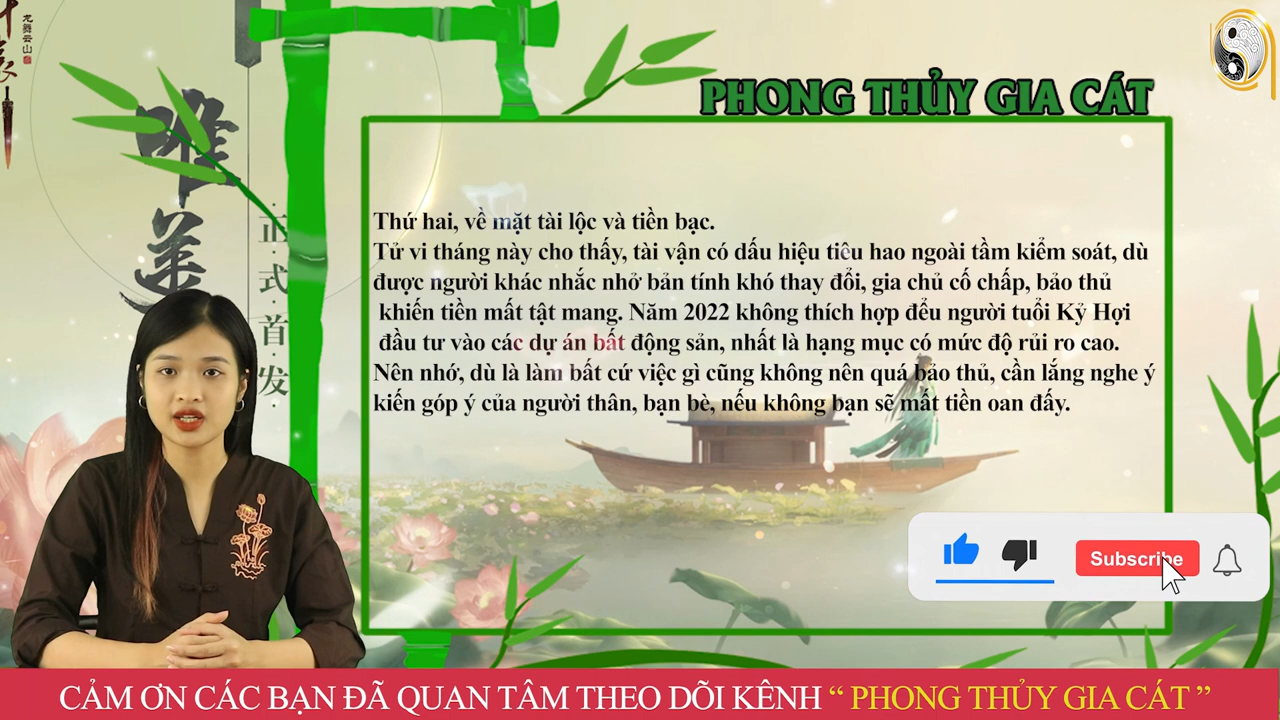 龙舞云山
唯
正式首发
PHONG THỦY GIA CÁT
Thứ hai, về mặt tài lộc và tiền bạc.
Tử vi tháng này cho thấy, tài vận có dấu hiệu tiêu hao ngoài tầm kiểm soát, dù
được người khác nhắc nhở bản tính khó thay đổi, gia chủ cố chấp, bảo thủ
khiến tiền mất tật mang. Năm 2022 không thích hợp để người tuổi Kỷ Hợi
đầu tư vào các dự án bất động sản, nhất là hạng mục có mức độ rủi ro cao.
Nên nhớ, dù là làm bất cứ việc gì cũng không nên quá bảo thủ, cần lắng nghe ý
kiến góp ý của người thân, bạn bè, nếu không bạn sẽ mất tiền oan đấy.
Subscribe
CẢM ƠN CÁC BẠN ĐÃ QUAN TÂM THEO DÕI KÊNH “ PHONG THỦY GIA CÁT ”